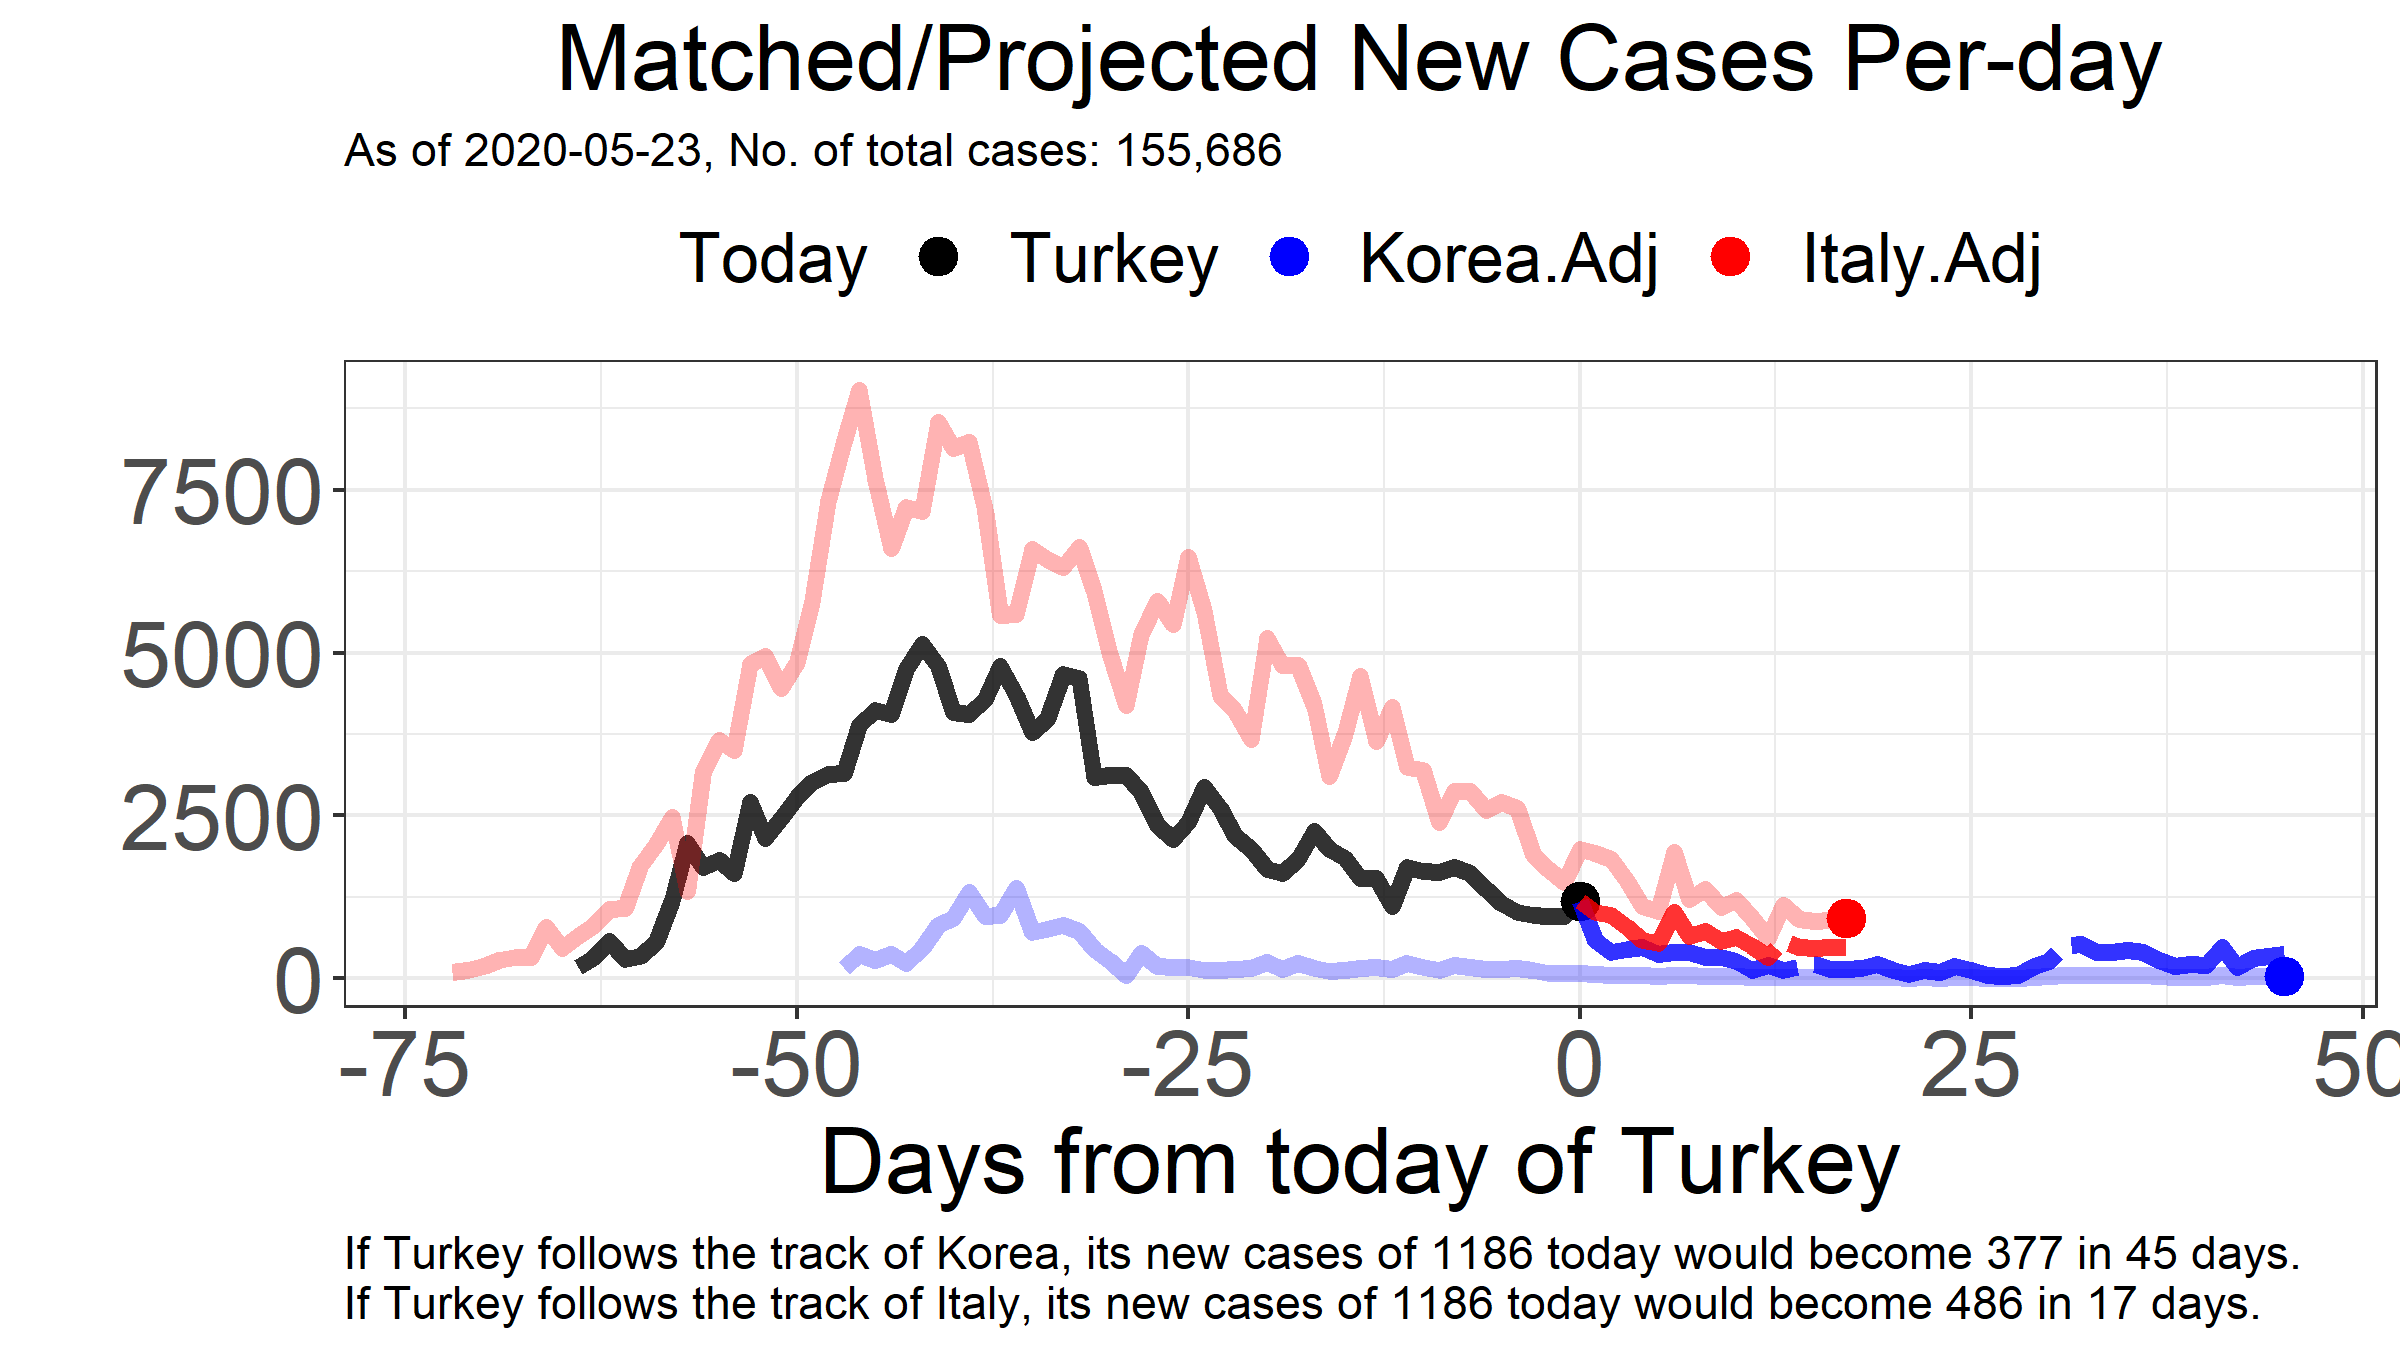 Matched/Projected New Cases Per-day
As of 2020-05-23, No. of total cases: 155,686
Today Turkey Korea.Adj Italy.Adj
7500
5000
2500
0
-75 -50 -25 0 25 50
Days from today of Turkey
If Turkey follows the track of Korea, its new cases of 1186 today would become 377 in 45 days.
If Turkey follows the track of Italy, its new cases of 1186 today would become 486 in 17 days.